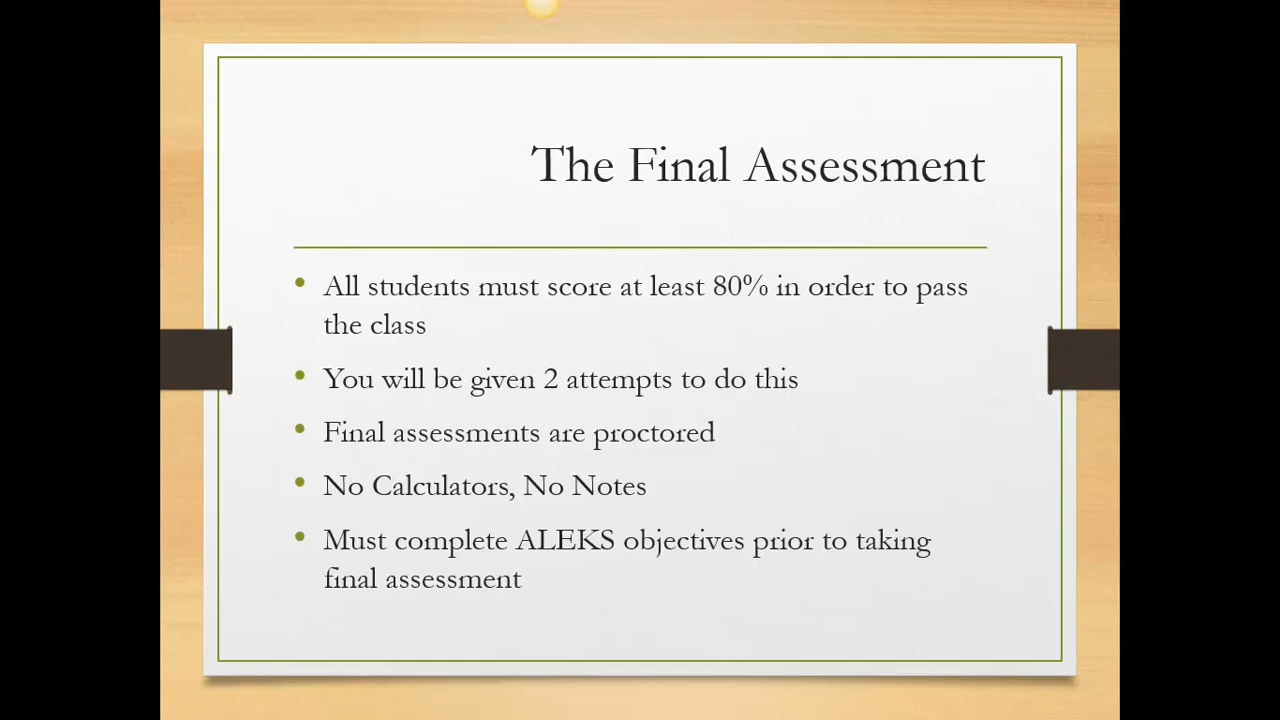 The Final Assessment
• All students must score at least 80% in order to pass
the class
• You will be given 2 attempts to do this
• Final assessments are proctored
• No Calculators, No Notes
• Must complete ALEKS objectives prior to taking
final assessment